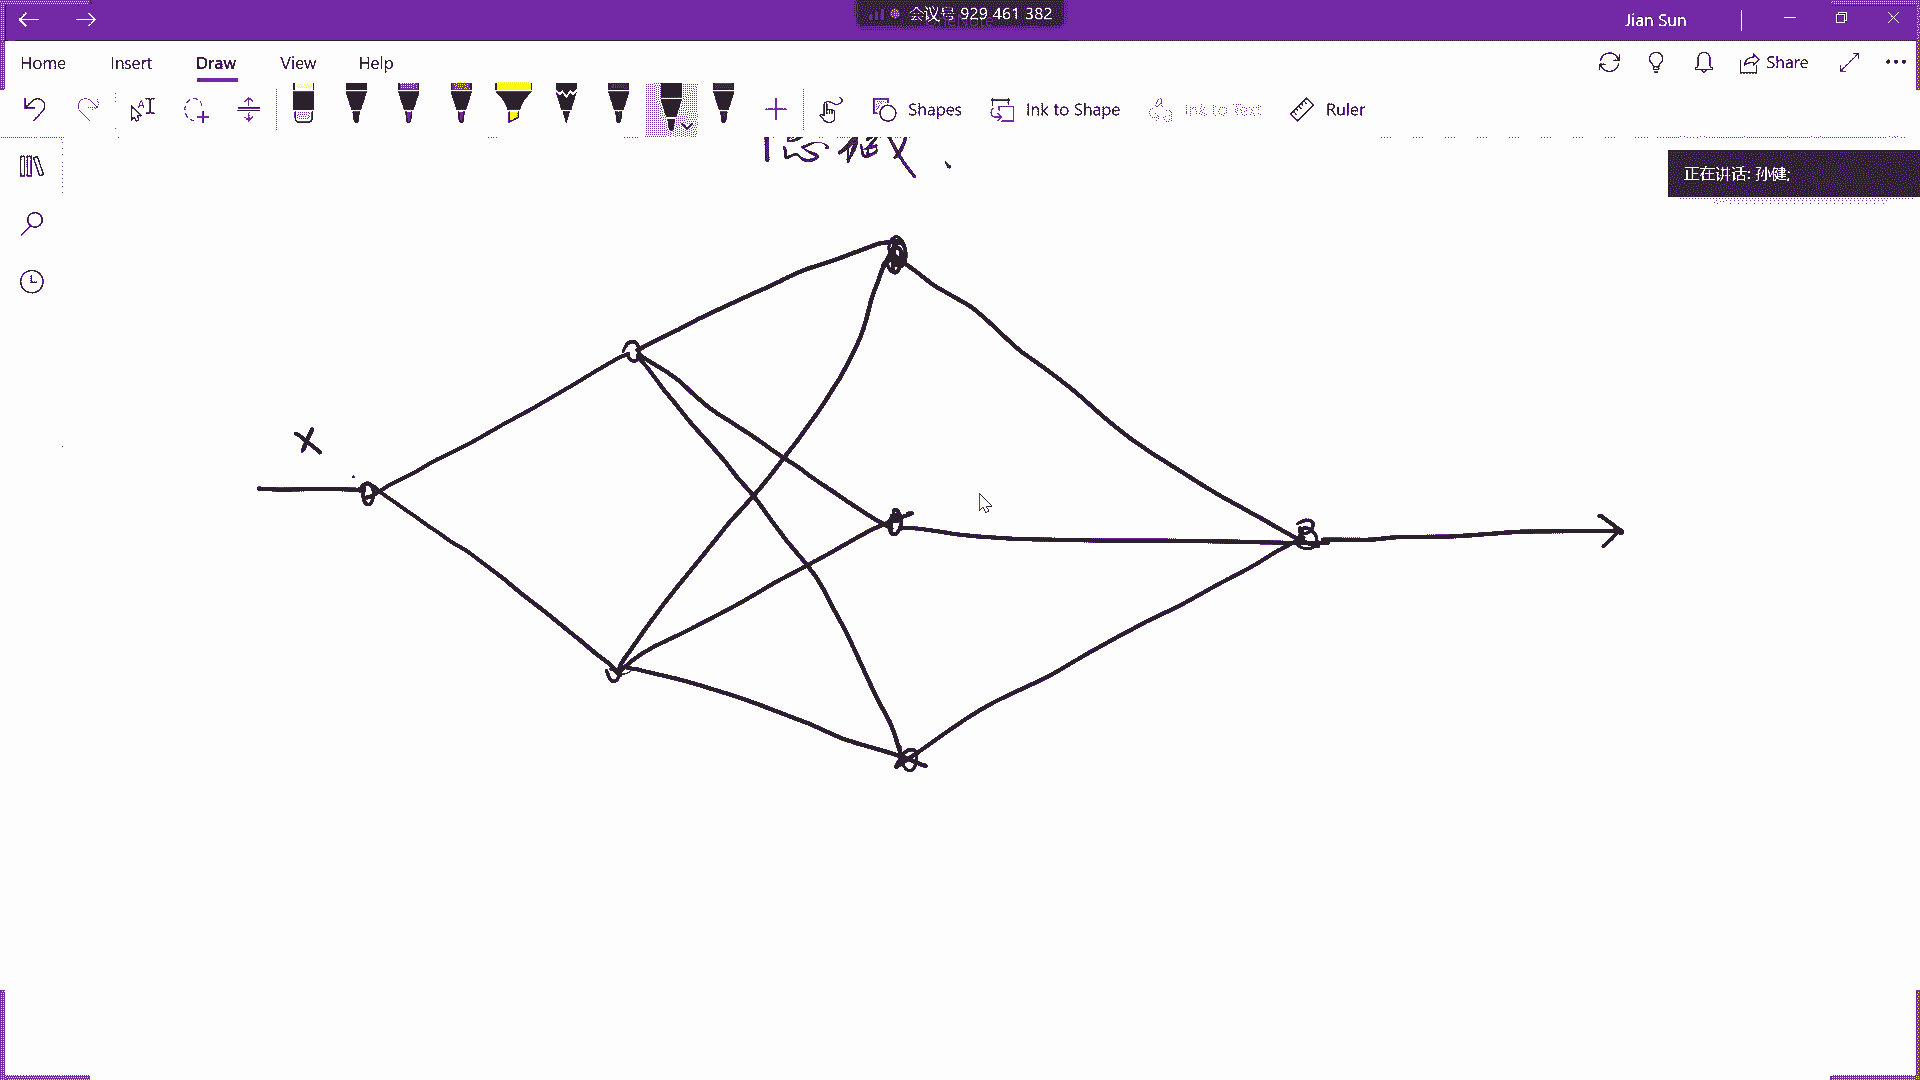 会议号 929 461 382
Jian Sun
Home Insert Draw View Help
Share
Shapes Ink to Shape Ink to Text Ruler
正在讲话: 孙健;
X